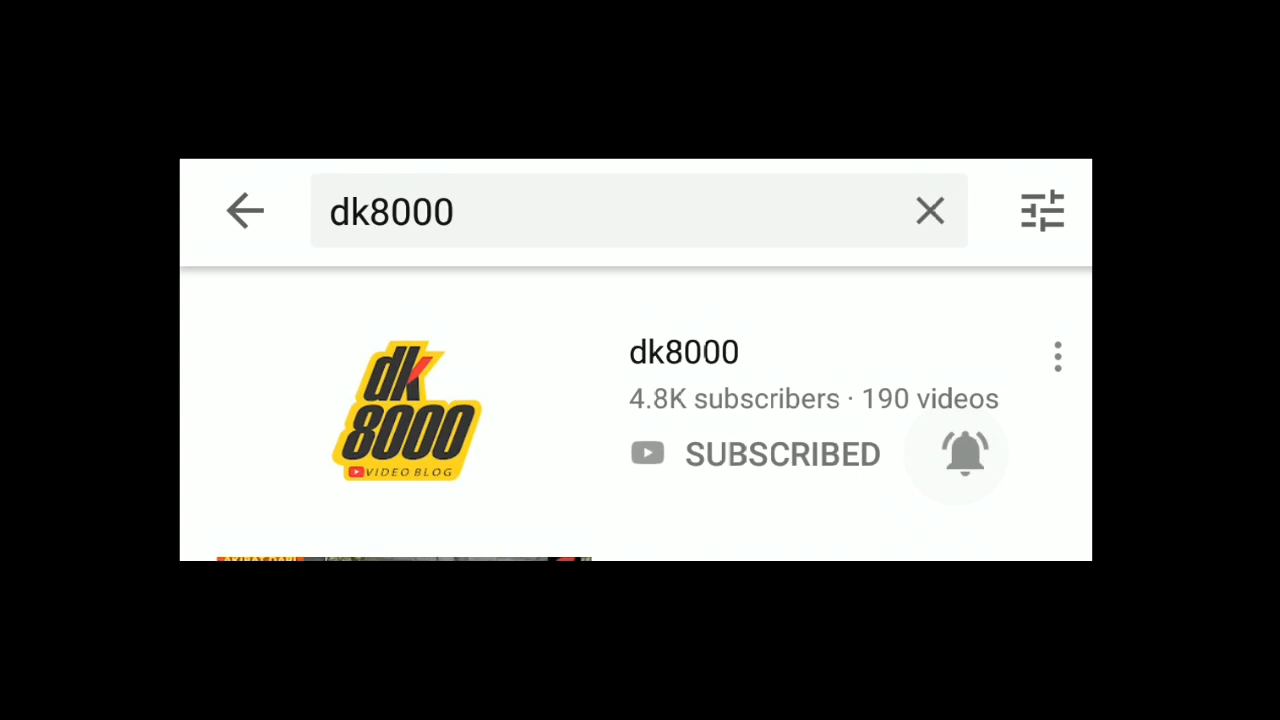 dk8000
dk
8000
VIDEO BLOG
dk8000
4.8K subscribers · 190 videos
SUBSCRIBED